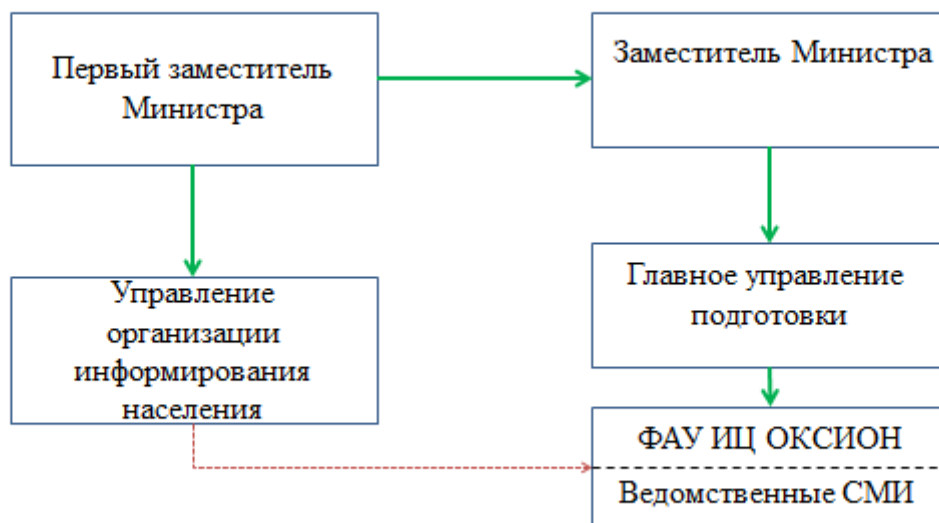 Первый заместитель
Министра
Заместитель Министра
Управление
организации
информирования
населения
Главное управление
подготовки
ФАУ ИЦ ОКСИОН
Ведомственные СМИ